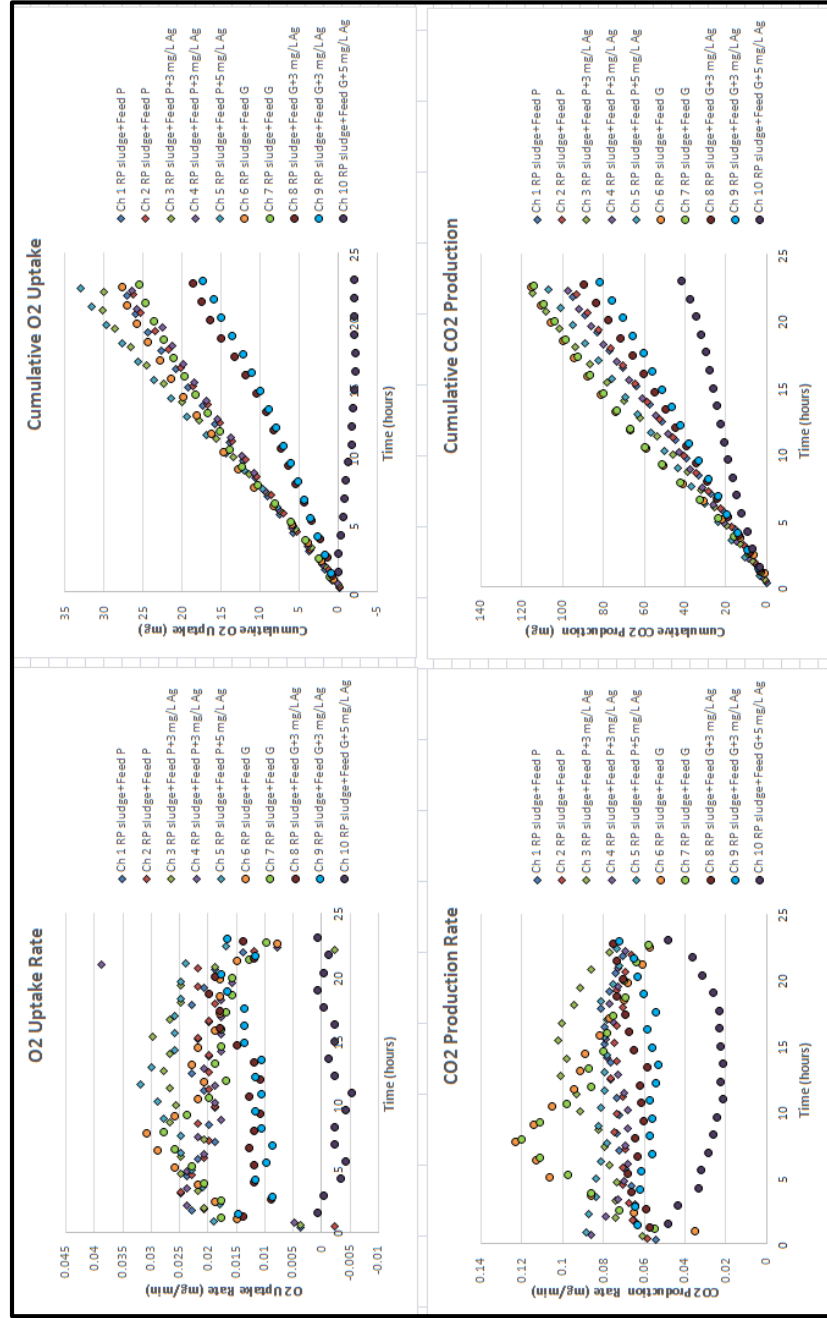 O2 Uptake Rate
0.045
0.04
0.035
0.03
0.025
0.02
0.015
0.01
0.005
0
-0.005
-0.01
O2 Uptake Rate (mg/min)
0 5 10 15 20 25
Time (hours)
Ch 1 RP sludge+Feed P
Ch 2 RP sludge+Feed P
Ch 3 RP sludge+Feed P+3 mg/L Ag
Ch 4 RP sludge+Feed P+3 mg/L Ag
Ch 5 RP sludge+Feed P+5 mg/L Ag
Ch 6 RP sludge+Feed G
Ch 7 RP sludge+Feed G
Ch 8 RP sludge+Feed G+3 mg/L Ag
Ch 9 RP sludge+Feed G+3 mg/L Ag
Ch 10 RP sludge+Feed G+5 mg/L Ag
Cumulative O2 Uptake
35
30
25
20
15
10
5
0
-5
Cumulative O2 Uptake (mg)
0 5 10 15 20 25
Time (hours)
Ch 1 RP sludge+Feed P
Ch 2 RP sludge+Feed P
Ch 3 RP sludge+Feed P+3 mg/L Ag
Ch 4 RP sludge+Feed P+3 mg/L Ag
Ch 5 RP sludge+Feed P+5 mg/L Ag
Ch 6 RP sludge+Feed G
Ch 7 RP sludge+Feed G
Ch 8 RP sludge+Feed G+3 mg/L Ag
Ch 9 RP sludge+Feed G+3 mg/L Ag
Ch 10 RP sludge+Feed G+5 mg/L Ag
CO2 Production Rate
0.14
0.12
0.1
0.08
0.06
0.04
0.02
0
CO2 Production Rate (mg/min)
0 5 10 15 20 25
Time (hours)
Ch 1 RP sludge+Feed P
Ch 2 RP sludge+Feed P
Ch 3 RP sludge+Feed P+3 mg/L Ag
Ch 4 RP sludge+Feed P+3 mg/L Ag
Ch 5 RP sludge+Feed P+5 mg/L Ag
Ch 6 RP sludge+Feed G
Ch 7 RP sludge+Feed G
Ch 8 RP sludge+Feed G+3 mg/L Ag
Ch 9 RP sludge+Feed G+3 mg/L Ag
Ch 10 RP sludge+Feed G+5 mg/L Ag
Cumulative CO2 Production
140
120
100
80
60
40
20
0
Cumulative CO2 Production (mg)
0 5 10 15 20 25
Time (hours)
Ch 1 RP sludge+Feed P
Ch 2 RP sludge+Feed P
Ch 3 RP sludge+Feed P+3 mg/L Ag
Ch 4 RP sludge+Feed P+3 mg/L Ag
Ch 5 RP sludge+Feed P+5 mg/L Ag
Ch 6 RP sludge+Feed G
Ch 7 RP sludge+Feed G
Ch 8 RP sludge+Feed G+3 mg/L Ag
Ch 9 RP sludge+Feed G+3 mg/L Ag
Ch 10 RP sludge+Feed G+5 mg/L Ag